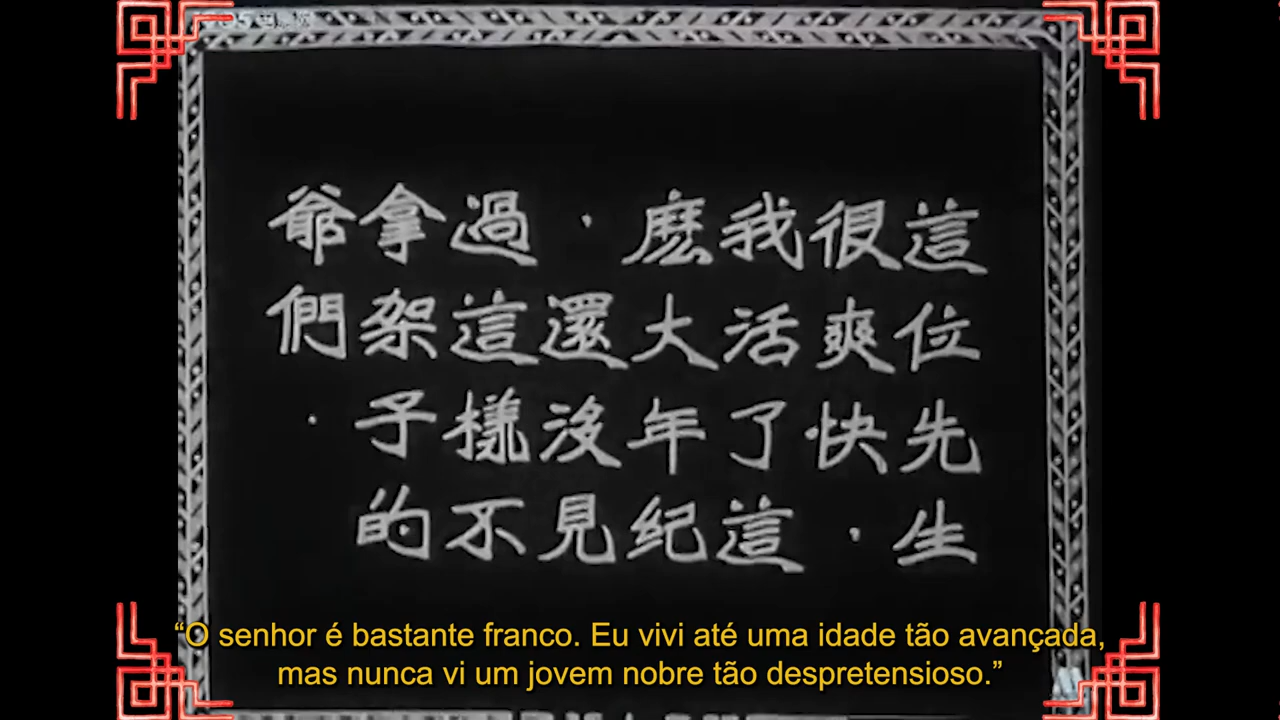 這位先生
很爽快·
我活了這
麽大年紀
·還沒見
過這樣不
拿架子的
爺們·
“O senhor é bastante franco. Eu vivi até uma idade tão avançada,
mas nunca vi um jovem nobre tão despretensioso.”